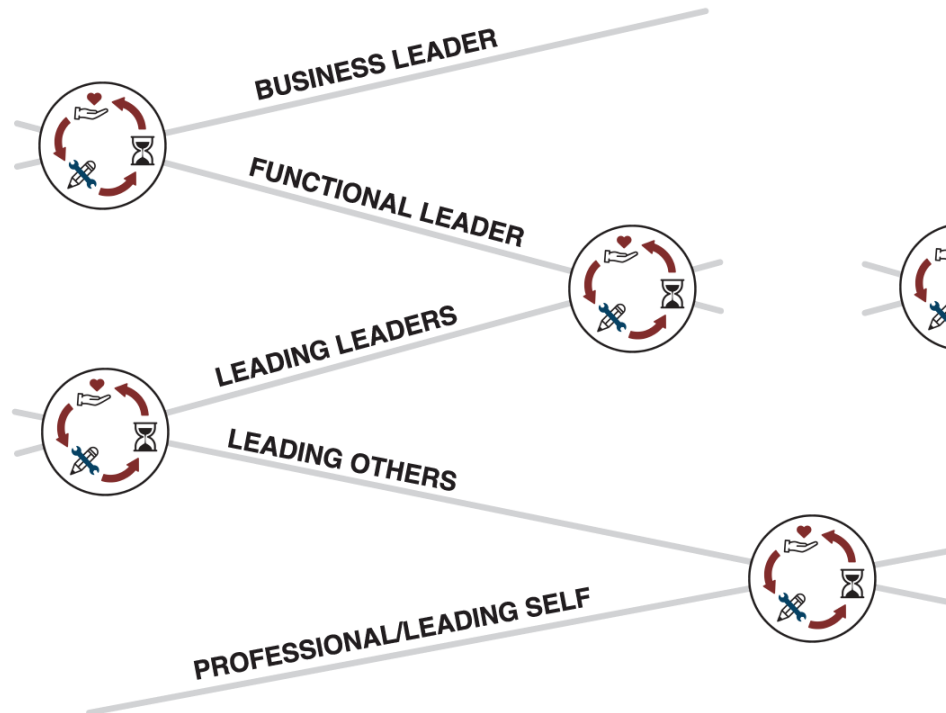 BUSINESS LEADER
FUNCTIONAL LEADER
LEADING LEADERS
LEADING OTHERS
PROFESSIONAL/LEADING SELF